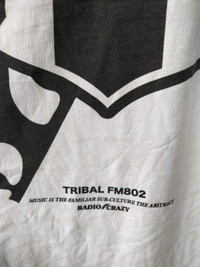 TRIBAL FM802
MUSIC IS THE FAMILIAR SUB-CULTURE THE ABSTRACT
RADIO CRAZY